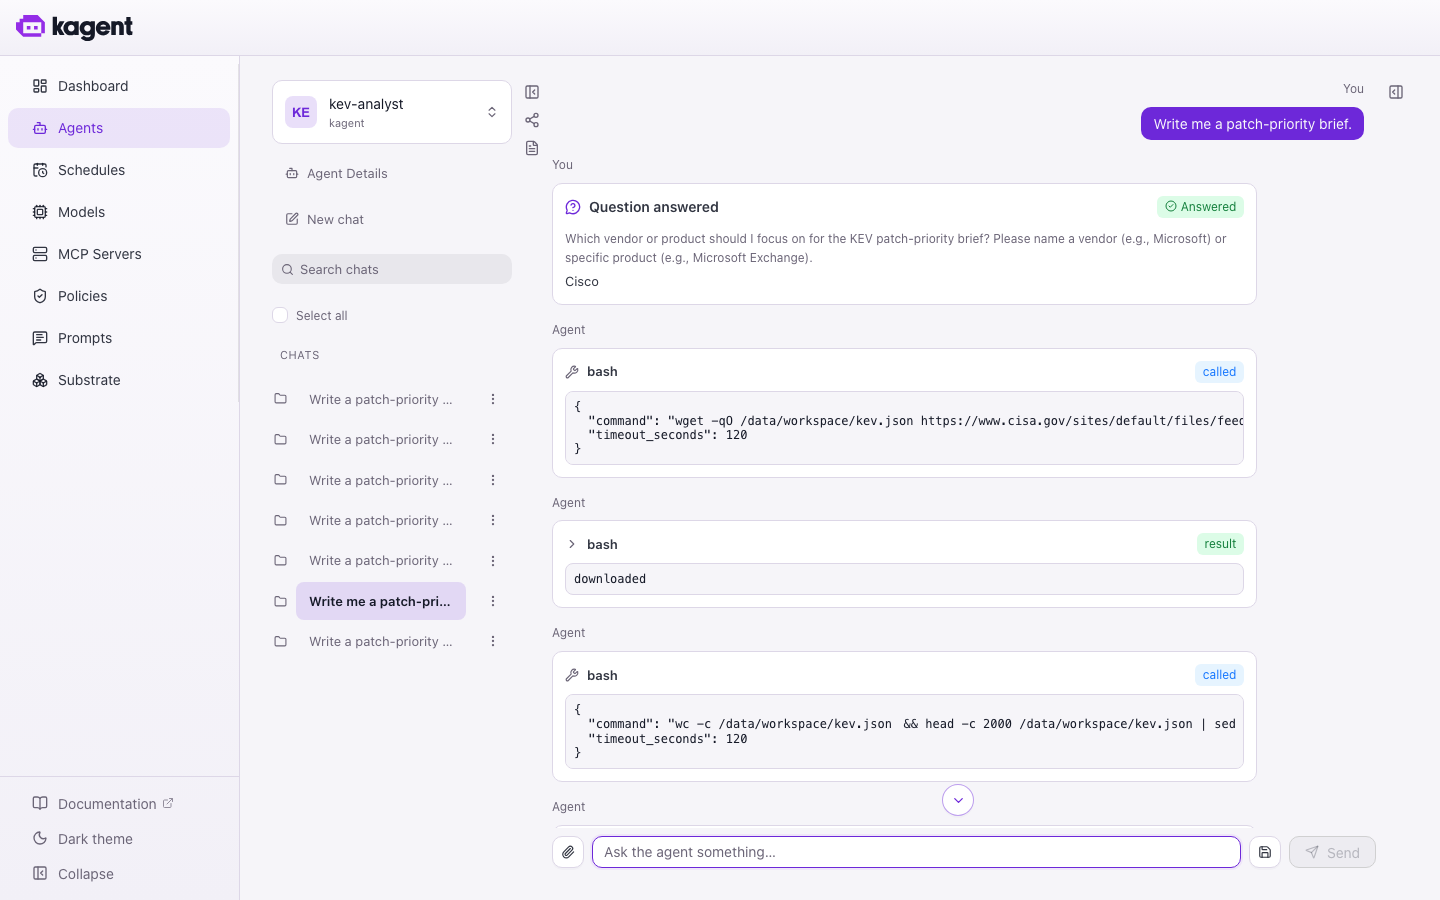 kagent
Dashboard
Agents
Schedules
Models
MCP Servers
Policies
Prompts
Substrate
Documentation
Dark theme
Collapse
KE
kev-analyst
kagent
Agent Details
New chat
Search chats
Select all
CHATS
Write a patch-priority ...
Write a patch-priority ...
Write a patch-priority ...
Write a patch-priority ...
Write a patch-priority ...
Write me a patch-pri...
Write a patch-priority ...
You
Write me a patch-priority brief.
You
Question answered
Answered
Which vendor or product should I focus on for the KEV patch-priority brief? Please name a vendor (e.g., Microsoft) or
specific product (e.g., Microsoft Exchange).
Cisco
Agent
bash
called
{
"command": "wget -qO /data/workspace/kev.json https://www.cisa.gov/sites/default/files/feed
"timeout_seconds": 120
}
Agent
bash
result
downloaded
Agent
bash
called
{
"command": "wc -c /data/workspace/kev.json && head -c 2000 /data/workspace/kev.json | sed
"timeout_seconds": 120
}
Agent
Ask the agent something...
Send